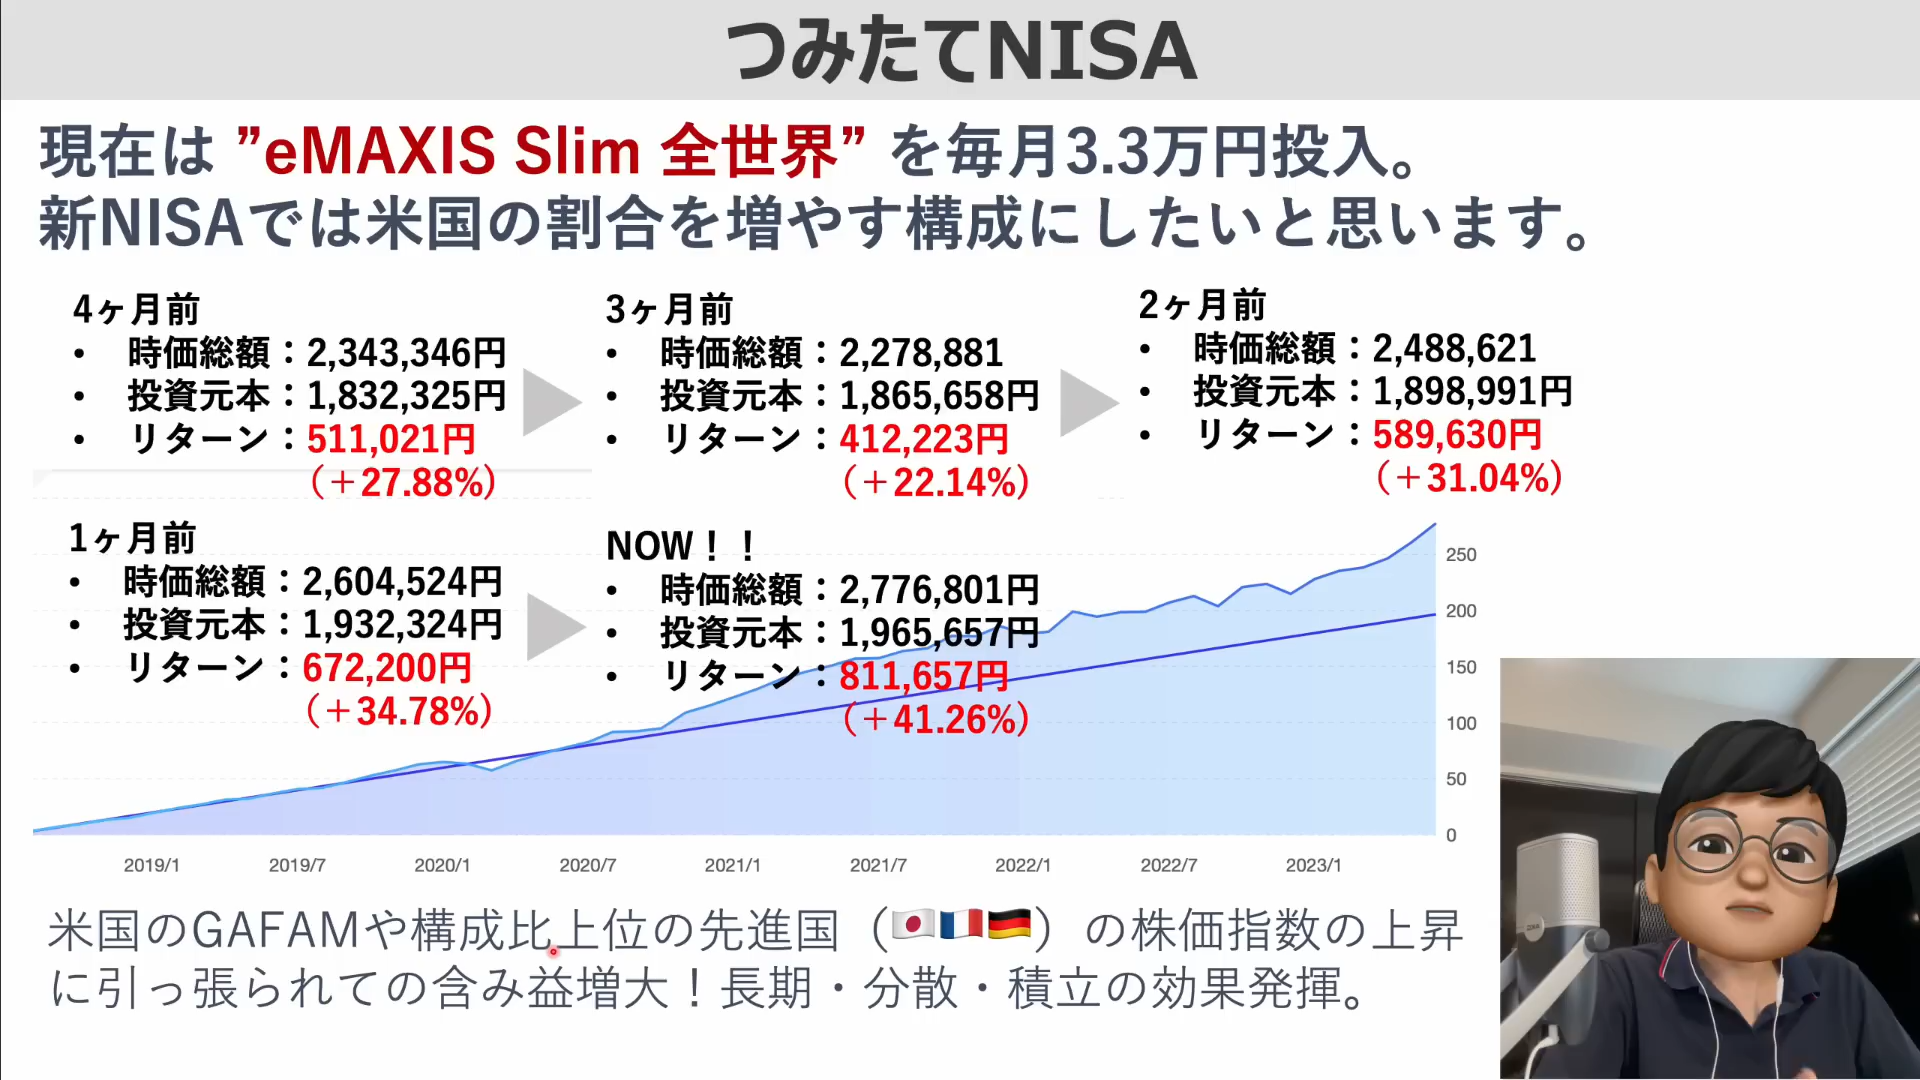 つみたてNISA
現在は ”eMAXIS Slim 全世界” を毎月3.3万円投入。
新NISAでは米国の割合を増やす構成にしたいと思います。
4ヶ月前
• 時価総額：2,343,346円
• 投資元本：1,832,325円
• リターン：511,021円
（＋27.88%）
3ヶ月前
• 時価総額：2,278,881
• 投資元本：1,865,658円
• リターン：412,223円
（＋22.14%）
2ヶ月前
• 時価総額：2,488,621
• 投資元本：1,898,991円
• リターン：589,630円
（＋31.04%）
1ヶ月前
• 時価総額：2,604,524円
• 投資元本：1,932,324円
• リターン：672,200円
（＋34.78%）
NOW！！
• 時価総額：2,776,801円
• 投資元本：1,965,657円
• リターン：811,657円
（＋41.26%）
250
200
150
100
50
0
2019/1 2019/7 2020/1 2020/7 2021/1 2021/7 2022/1 2022/7 2023/1
米国のGAFAMや構成比上位の先進国（🇯🇵🇫🇷🇩🇪）の株価指数の上昇
に引っ張られての含み益増大！長期・分散・積立の効果発揮。